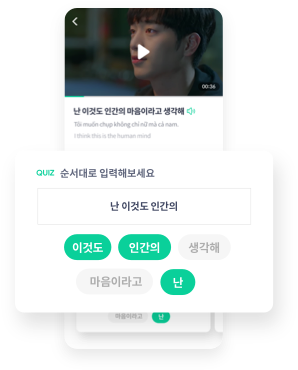 00:36
난 이것도 인간의 마음이라고 생각해
Tôi muốn chụp không chỉ nữ mà cả nam.
I think this is the human mind
QUIZ 순서대로 입력해보세요
난 이것도 인간의
이것도 인간의 생각해
마음이라고 난
마음이라고 난